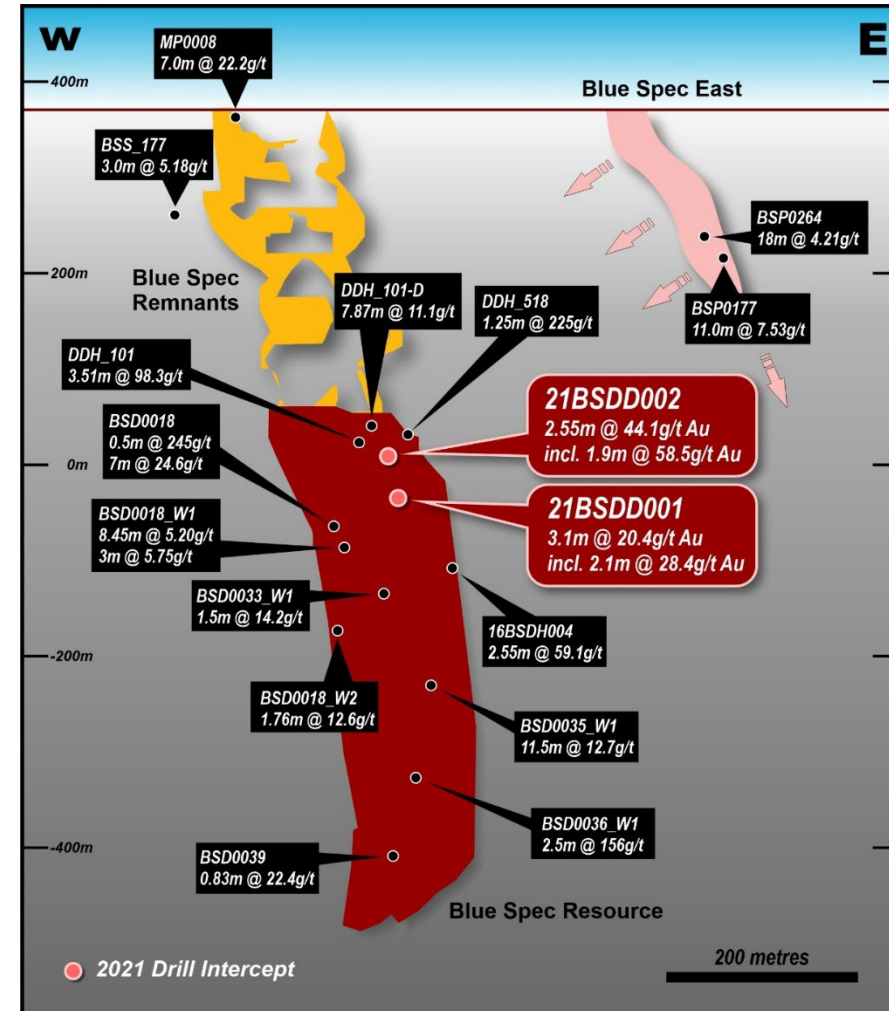 W
E
MP0008
7.0m @ 22.2g/t
400m
Blue Spec East
BSS_177
3.0m @ 5.18g/t
BSP0264
18m @ 4.21g/t
200m
Blue Spec
Remnants
DDH_101-D
7.87m @ 11.1g/t
DDH_518
1.25m @ 225g/t
BSP0177
11.0m @ 7.53g/t
DDH_101
3.51m @ 98.3g/t
21BSDD002
2.55m @ 44.1g/t Au
incl. 1.9m @ 58.5g/t Au
BSD0018
0.5m @ 245g/t
7m @ 24.6g/t
0m
21BSDD001
3.1m @ 20.4g/t Au
incl. 2.1m @ 28.4g/t Au
BSD0018_W1
8.45m @ 5.20g/t
3m @ 5.75g/t
BSD0033_W1
1.5m @ 14.2g/t
16BSDH004
2.55m @ 59.1g/t
-200m
BSD0018_W2
1.76m @ 12.6g/t
BSD0035_W1
11.5m @ 12.7g/t
BSD0036_W1
2.5m @ 156g/t
-400m
BSD0039
0.83m @ 22.4g/t
Blue Spec Resource
2021 Drill Intercept
200 metres